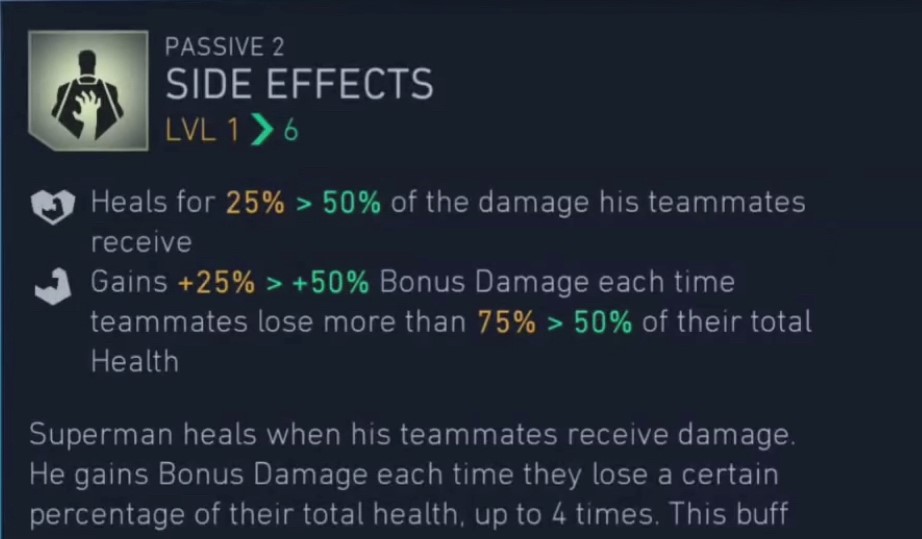 PASSIVE 2
SIDE EFFECTS
LVL 1 > 6
Heals for 25% > 50% of the damage his teammates
receive
Gains +25% > +50% Bonus Damage each time
teammates lose more than 75% > 50% of their total
Health
Superman heals when his teammates receive damage.
He gains Bonus Damage each time they lose a certain
percentage of their total health, up to 4 times. This buff